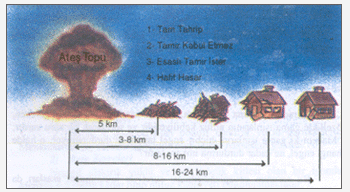 Ateş Topu
1- Tam Tahrip
2- Tamir Kabul Etmez
3- Esaslı Tamir İster
4- Hafif Hasar
5 km
3-8 km
8-16 km
16-24 km